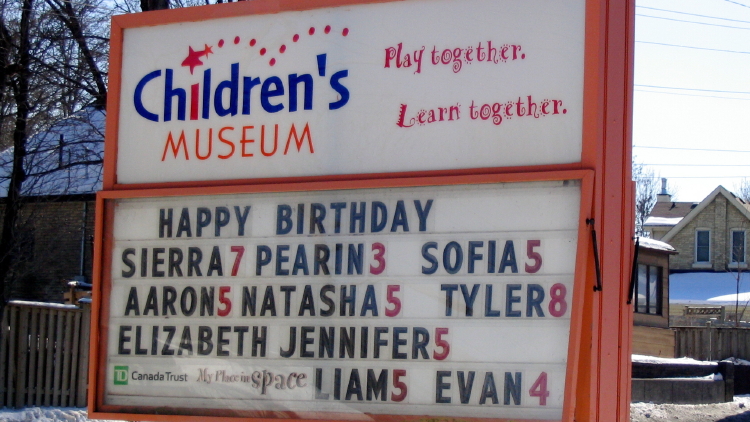 Children's
MUSEUM
Play together.
Learn together.
HAPPY BIRTHDAY
SIERRA7 PEARIN3 SOFIA5
AARON5 NATASHA5 TYLER8
ELIZABETH JENNIFER5
TD Canada Trust My Place in space LIAM5 EVAN4